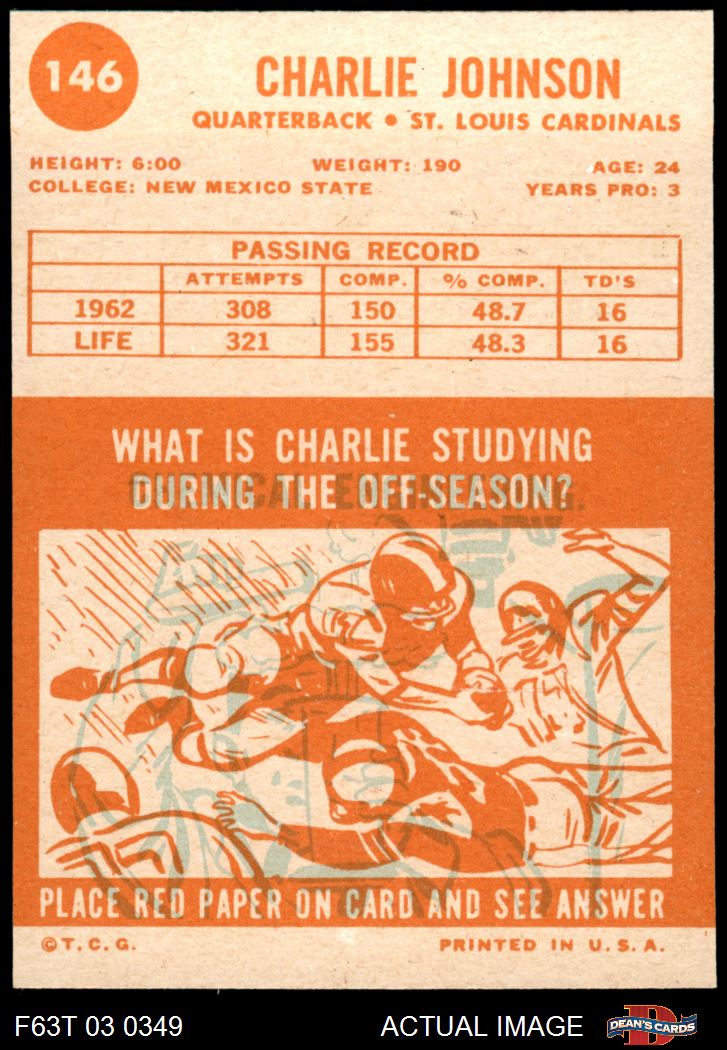 146
CHARLIE JOHNSON
QUARTERBACK • ST. LOUIS CARDINALS
HEIGHT: 6:00 WEIGHT: 190 AGE: 24
COLLEGE: NEW MEXICO STATE YEARS PRO: 3
PASSING RECORD
ATTEMPTS COMP. % COMP. TD'S
1962 308 150 48.7 16
LIFE 321 155 48.3 16
WHAT IS CHARLIE STUDYING
DURING THE OFF-SEASON?
PLACE RED PAPER ON CARD AND SEE ANSWER
©T.C.G. PRINTED IN U.S.A.
F63T 03 0349 ACTUAL IMAGE DEAN'S CARDS